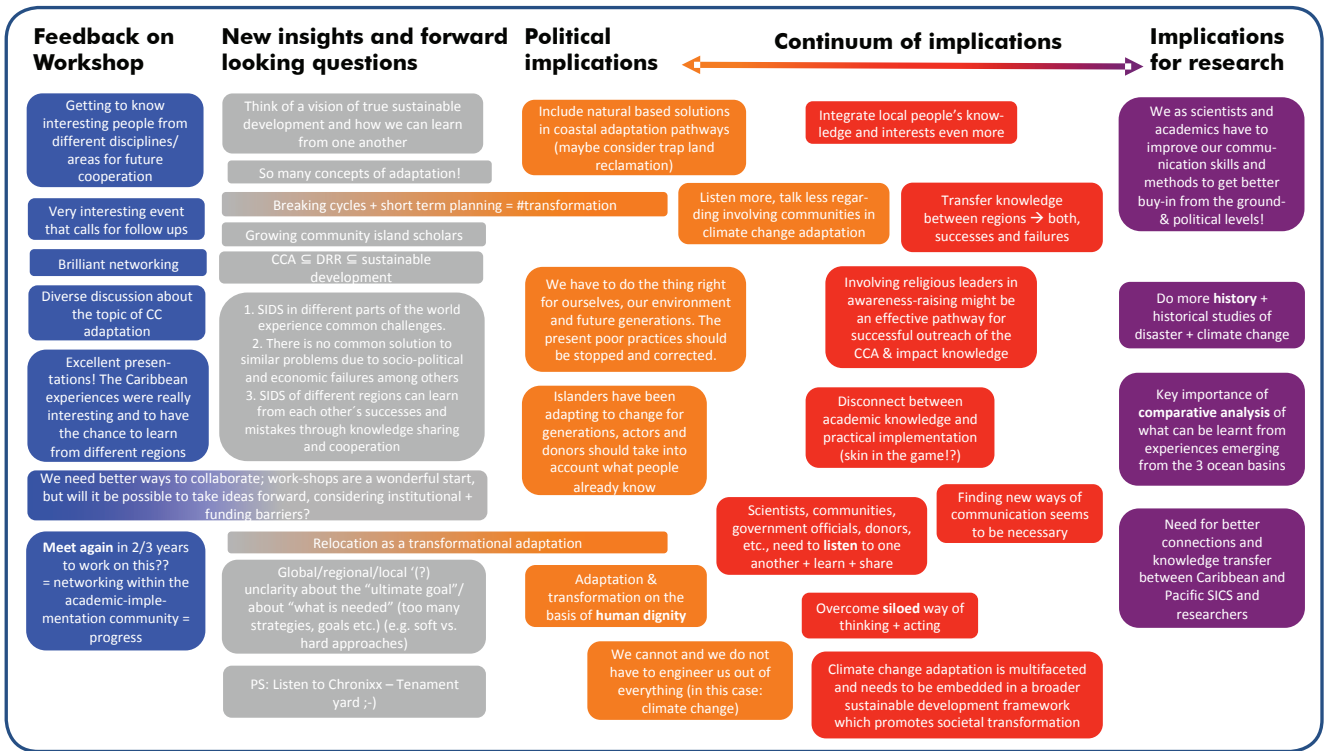 Feedback on
Workshop
New insights and forward
looking questions
Political
implications
Continuum of implications
Implications
for research
Getting to know
interesting people from
different disciplines/
areas for future
cooperation
Very interesting event
that calls for follow ups
Brilliant networking
Diverse discussion about
the topic of CC
adaptation
Excellent presen-
tations! The Caribbean
experiences were really
interesting and to have
the chance to learn
from different regions
We need better ways to collaborate; work-shops are a wonderful start,
but will it be possible to take ideas forward, considering institutional +
funding barriers?
Meet again in 2/3 years
to work on this??
= networking within the
academic-imple-
mentation community =
progress
Think of a vision of true sustainable
development and how we can learn
from one another
So many concepts of adaptation!
Breaking cycles + short term planning = #transformation
Growing community island scholars
CCA ⊆ DRR ⊆ sustainable
development
1. SIDS in different parts of the world
experience common challenges.
2. There is no common solution to
similar problems due to socio-political
and economic failures among others
3. SIDS of different regions can learn
from each other´s successes and
mistakes through knowledge sharing
and cooperation
Relocation as a transformational adaptation
Global/regional/local ‘(?)
unclarity about the “ultimate goal”/
about “what is needed” (too many
strategies, goals etc.) (e.g. soft vs.
hard approaches)
PS: Listen to Chronixx – Tenament
yard ;-)
Include natural based solutions
in coastal adaptation pathways
(maybe consider trap land
reclamation)
Listen more, talk less regar-
ding involving communities in
climate change adaptation
We have to do the thing right
for ourselves, our environment
and future generations. The
present poor practices should
be stopped and corrected.
Islanders have been
adapting to change for
generations, actors and
donors should take into
account what people
already know
Adaptation &
transformation on the
basis of human dignity
We cannot and we do not
have to engineer us out of
everything (in this case:
climate change)
Integrate local people’s know-
ledge and interests even more
Transfer knowledge
between regions → both,
successes and failures
Involving religious leaders in
awareness-raising might be
an effective pathway for
successful outreach of the
CCA & impact knowledge
Disconnect between
academic knowledge and
practical implementation
(skin in the game!?)
Finding new ways of
communication seems
to be necessary
Scientists, communities,
government officials, donors,
etc., need to listen to one
another + learn + share
Overcome siloed way of
thinking + acting
Climate change adaptation is multifaceted
and needs to be embedded in a broader
sustainable development framework
which promotes societal transformation
We as scientists and
academics have to
improve our commu-
nication skills and
methods to get better
buy-in from the ground-
& political levels!
Do more history +
historical studies of
disaster + climate change
Key importance of
comparative analysis of
what can be learnt from
experiences emerging
from the 3 ocean basins
Need for better
connections and
knowledge transfer
between Caribbean and
Pacific SICS and
researchers